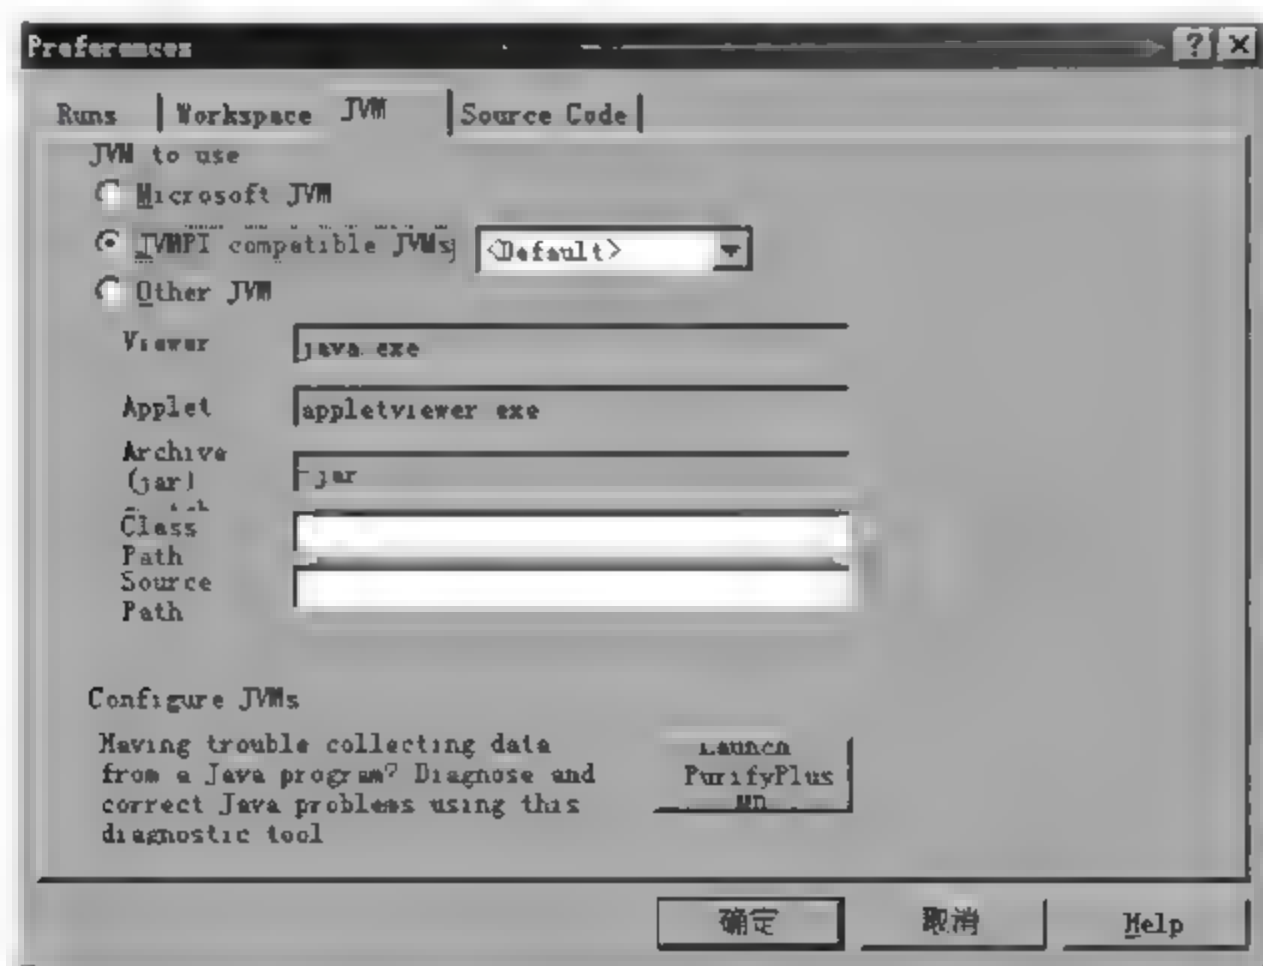 Preferences
Runs Workspace JVM Source Code
JVM to use
Microsoft JVM
JVMPI compatible JVMs <Default>
Other JVM
Viewer java.exe
Applet appletviewer exe
Archive
(jar) -jar
Class
Path
Source
Path
Configure JVMs
Having trouble collecting data
from a Java program? Diagnose and
correct Java problems using this
diagnostic tool
Launch
PurifyPlus
确定 取消 Help